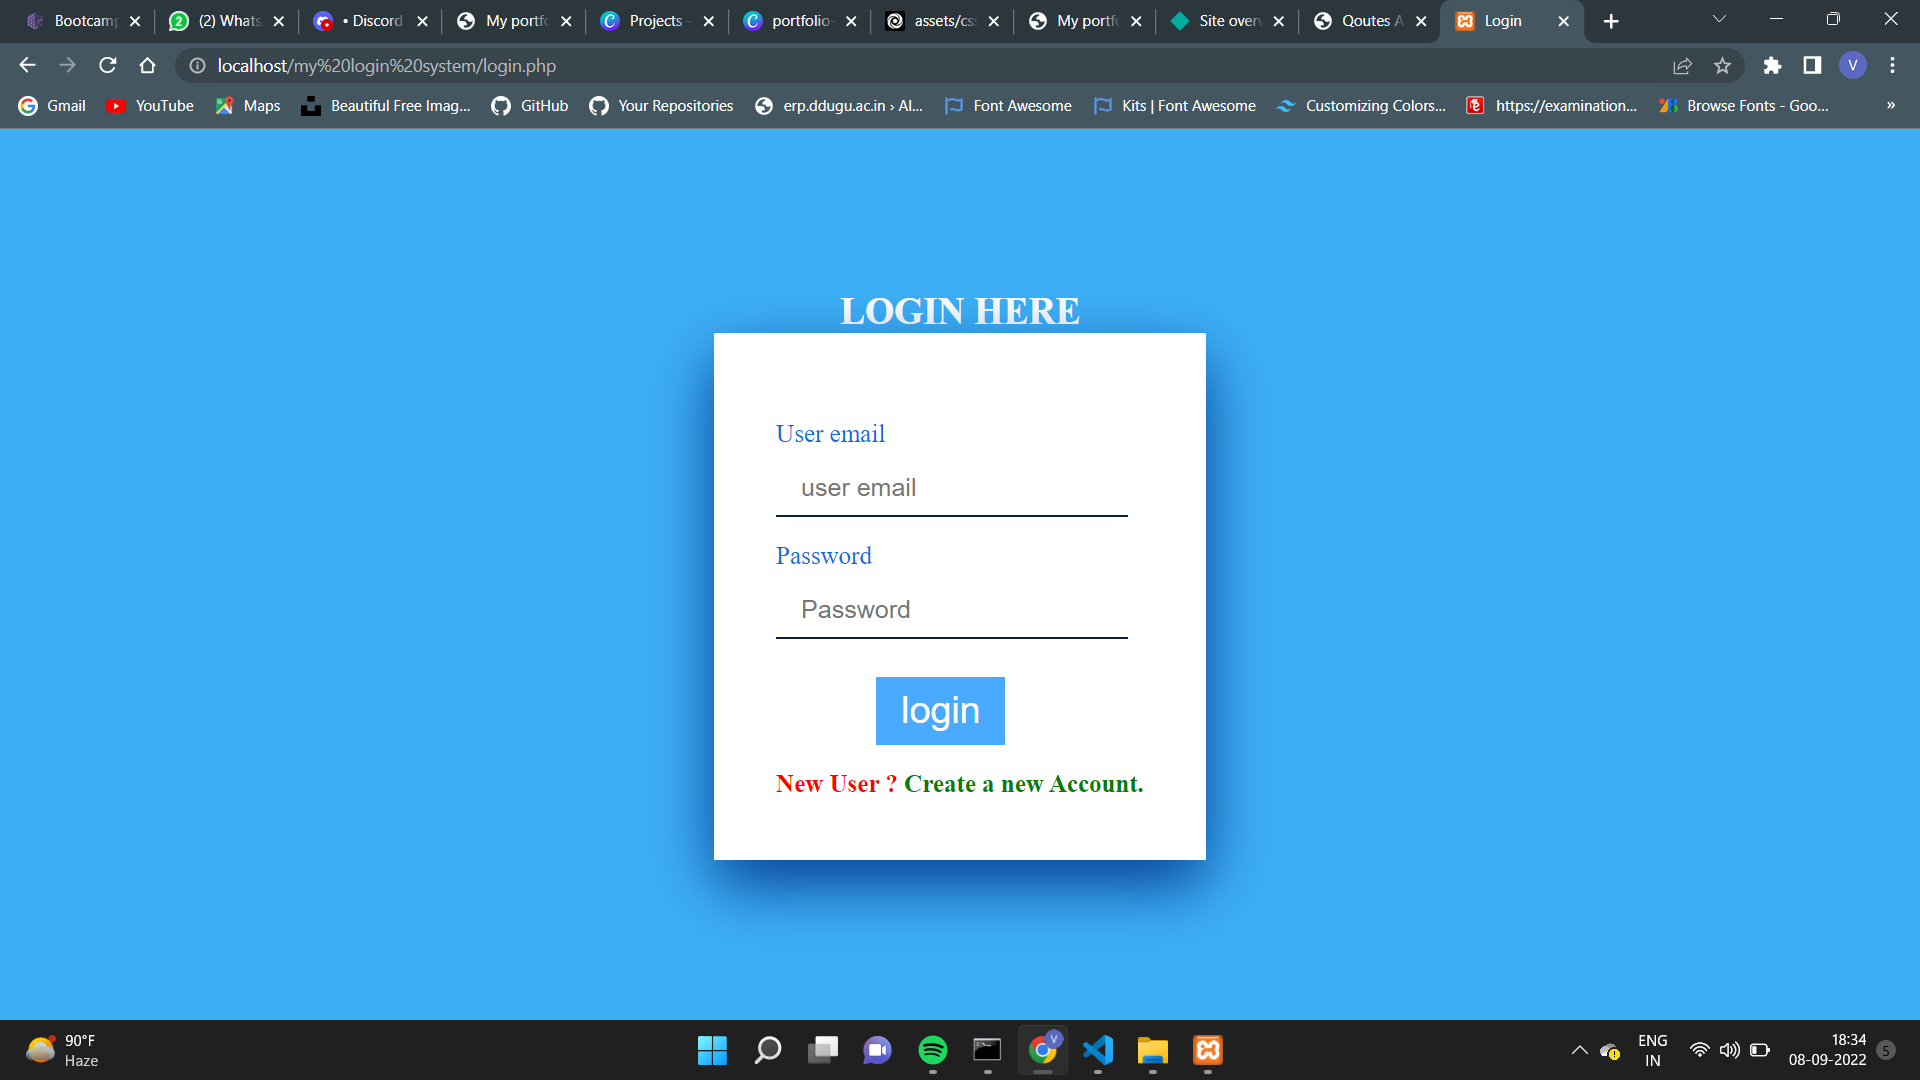 Bootcamp
(2) Whats
• Discord
My portfo
Projects -
portfolio-
assets/css
My portfo
Site over
Qoutes A
Login
localhost/my%20login%20system/login.php
V
Gmail
YouTube
Maps
Beautiful Free Imag...
GitHub
Your Repositories
erp.ddugu.ac.in › Al...
Font Awesome
Kits | Font Awesome
Customizing Colors...
https://examination...
Browse Fonts - Goo...
»
LOGIN HERE
User email
user email
Password
Password
login
New User ? Create a new Account.
90°F
Haze
ENG
IN
18:34
08-09-2022
5